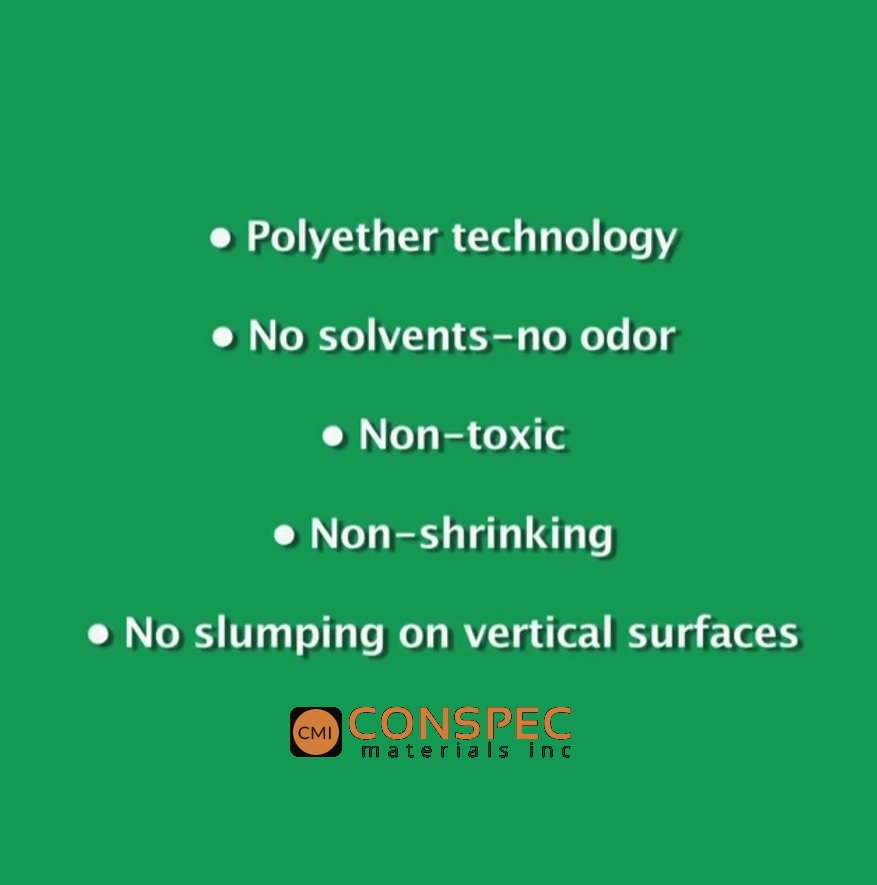 • Polyether technology
• No solvents-no odor
• Non-toxic
• Non-shrinking
• No slumping on vertical surfaces
CMI CONSPEC
materials inc